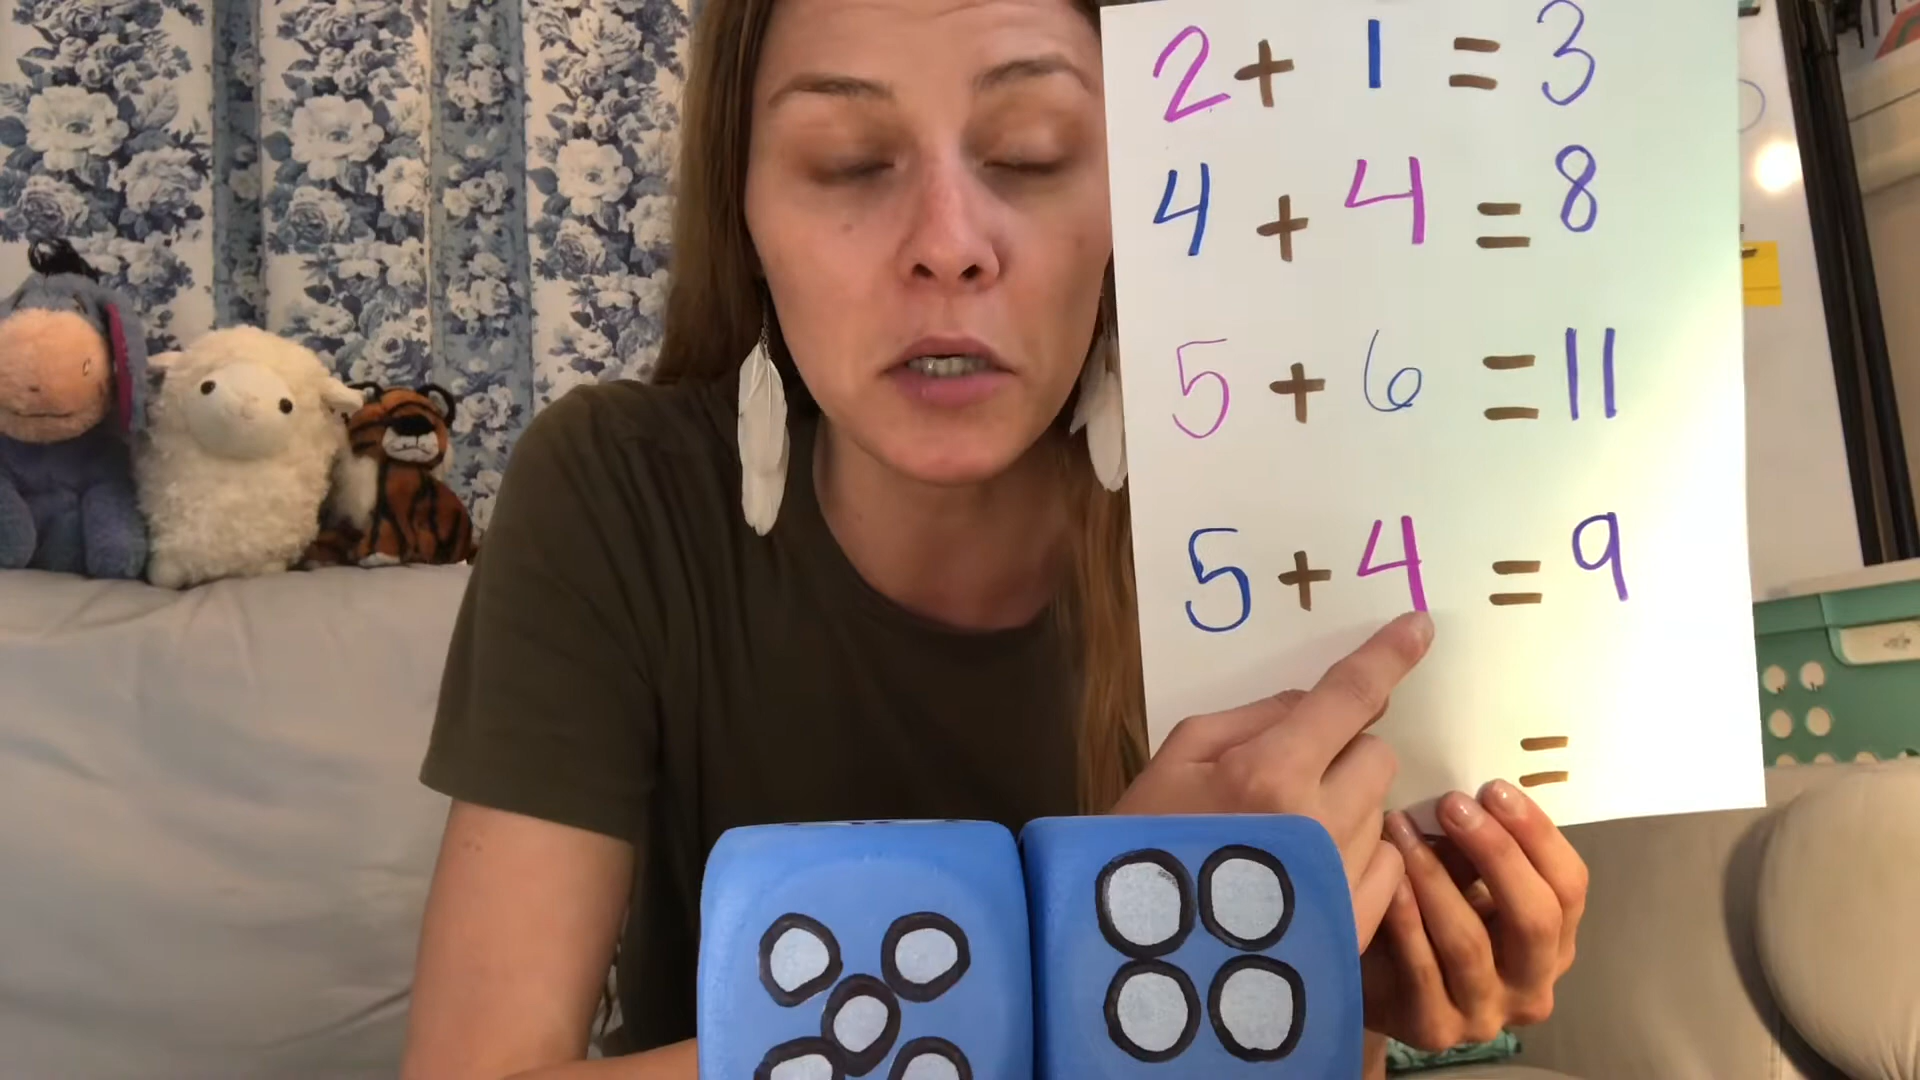 2 + 1 = 3
4 + 4 = 8
5 + 6 = 11
5 + 4 = 9
=